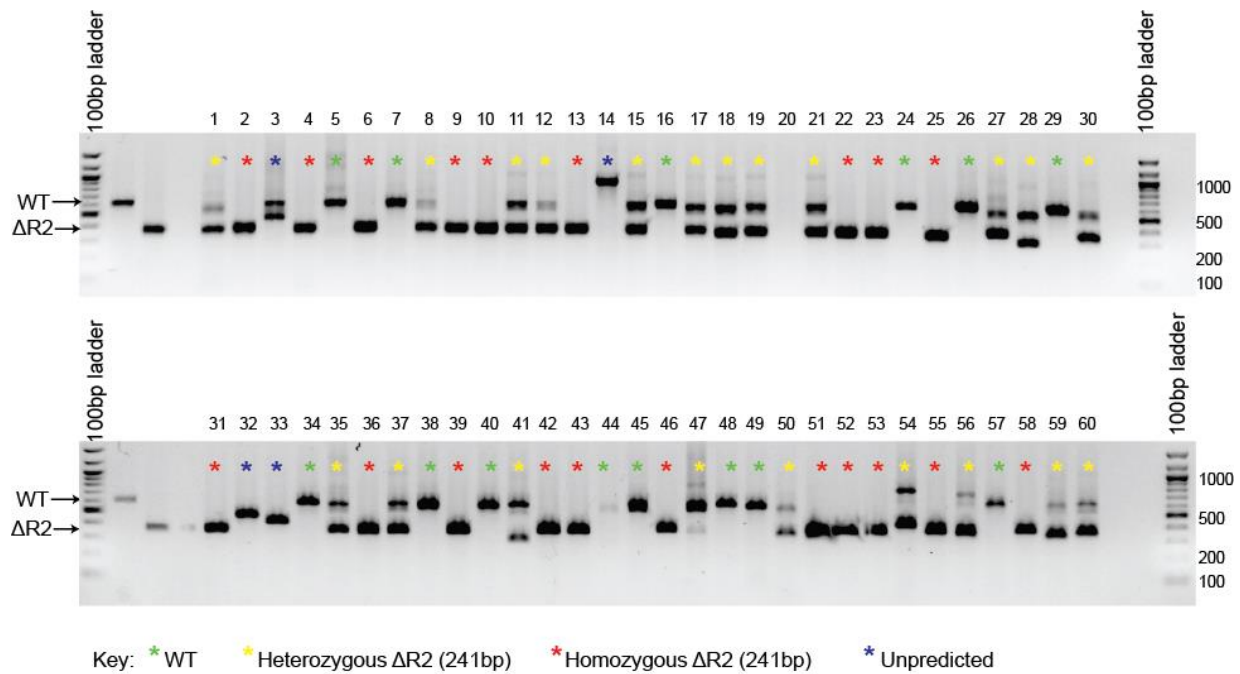 100bp ladder
100bp ladder
1 2 3 4 5 6 7 8 9 10 11 12 13 14 15 16 17 18 19 20 21 22 23 24 25 26 27 28 29 30
* * * * * * * * * * * * * * * * * * * * * * * * * * * * *
WT
ΔR2
1000
500
200
100
100bp ladder
100bp ladder
31 32 33 34 35 36 37 38 39 40 41 42 43 44 45 46 47 48 49 50 51 52 53 54 55 56 57 58 59 60
* * * * * * * * * * * * * * * * * * * * * * * * * * * * * *
WT
ΔR2
1000
500
200
100
Key: * WT * Heterozygous ΔR2 (241bp) * Homozygous ΔR2 (241bp) * Unpredicted